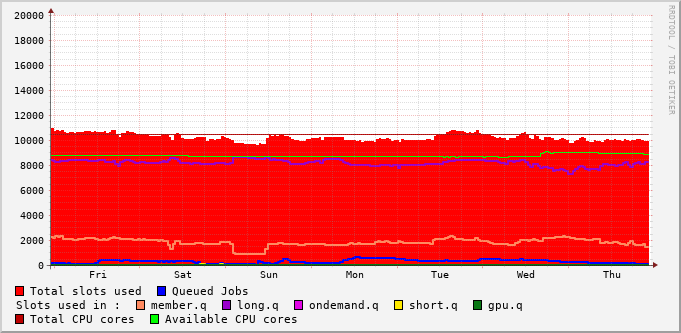 20000
18000
16000
14000
12000
10000
8000
6000
4000
2000
0
Fri Sat Sun Mon Tue Wed Thu
RRDTOOL / TOBI OETIKER
Total slots used Queued Jobs
Slots used in : member.q long.q ondemand.q short.q gpu.q
Total CPU cores Available CPU cores